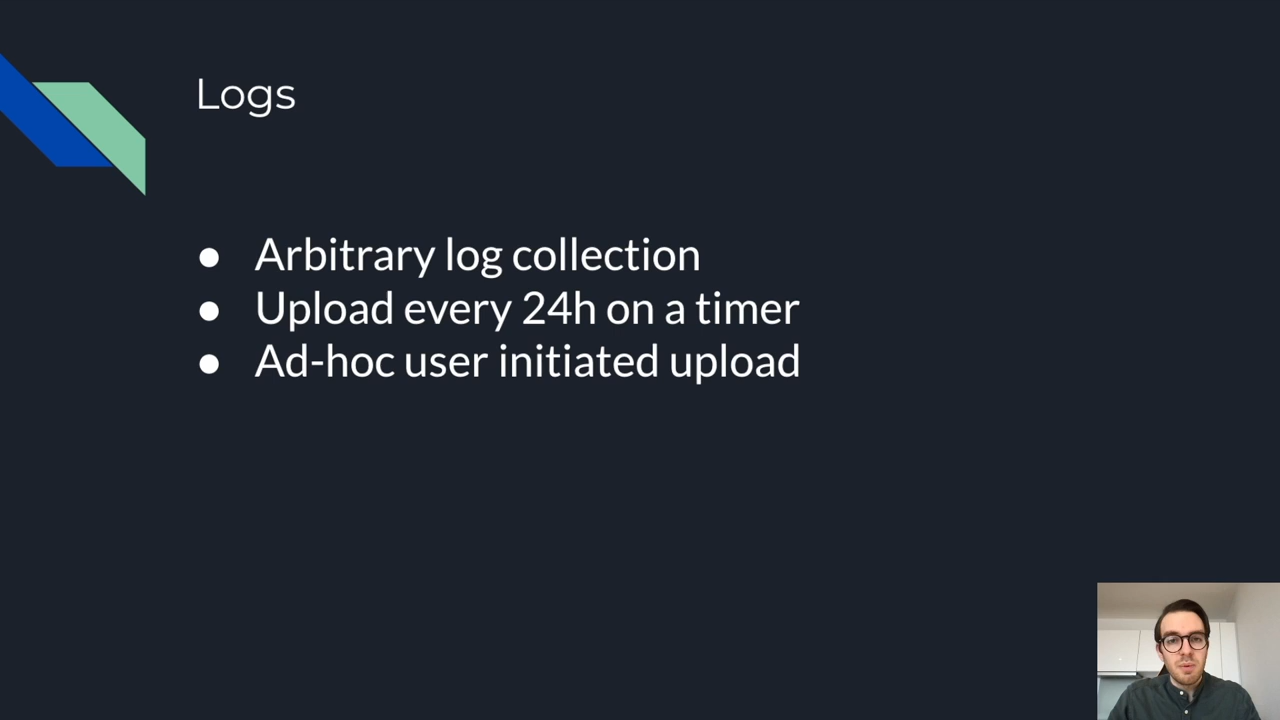 Logs
● Arbitrary log collection
● Upload every 24h on a timer
● Ad-hoc user initiated upload